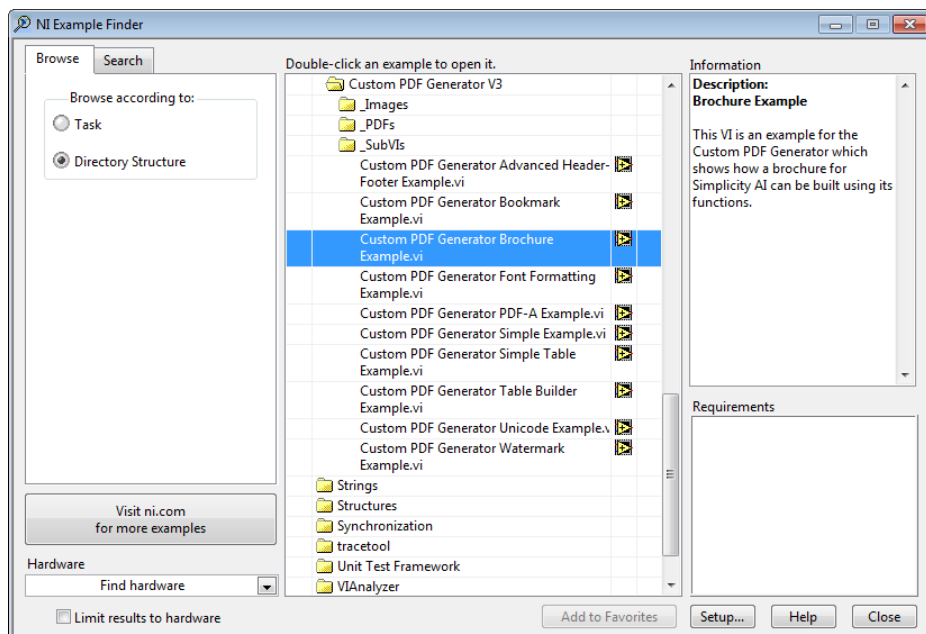 NI Example Finder
Browse
Search
Browse according to:
Task
Directory Structure
Visit ni.com
for more examples
Hardware
Find hardware
Limit results to hardware
Double-click an example to open it.
Custom PDF Generator V3
_Images
_PDFs
_SubVIs
Custom PDF Generator Advanced Header-
Footer Example.vi
Custom PDF Generator Bookmark
Example.vi
Custom PDF Generator Brochure
Example.vi
Custom PDF Generator Font Formatting
Example.vi
Custom PDF Generator PDF-A Example.vi
Custom PDF Generator Simple Example.vi
Custom PDF Generator Simple Table
Example.vi
Custom PDF Generator Table Builder
Example.vi
Custom PDF Generator Unicode Example.v
Custom PDF Generator Watermark
Example.vi
Strings
Structures
Synchronization
tracetool
Unit Test Framework
VIAnalyzer
Information
Description:
Brochure Example
This VI is an example for the
Custom PDF Generator which
shows how a brochure for
Simplicity AI can be built using its
functions.
Requirements
Add to Favorites
Setup...
Help
Close